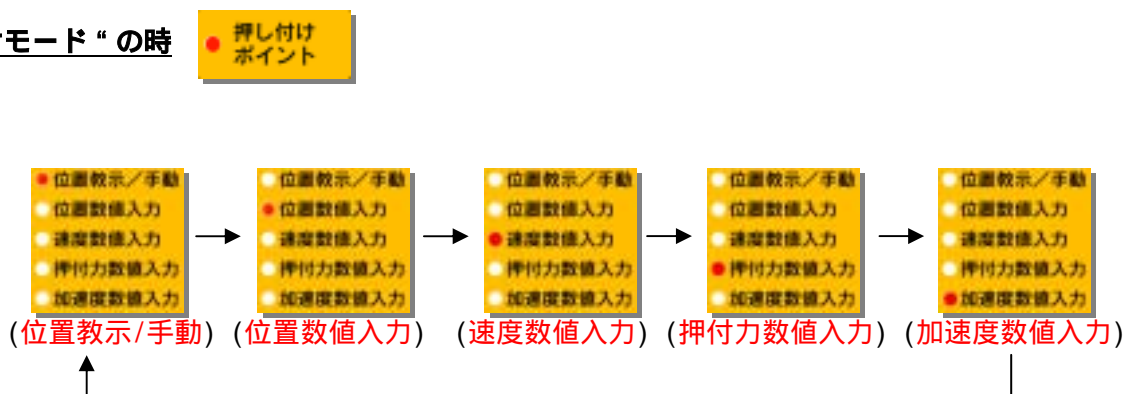 モード“の時
押し付け
ポイント
位置教示／手動
位置数値入力
速度数値入力
押付力数値入力
加速度数値入力
(位置教示/手動)
位置教示／手動
位置数値入力
速度数値入力
押付力数値入力
加速度数値入力
(位置数値入力)
位置教示／手動
位置数値入力
速度数値入力
押付力数値入力
加速度数値入力
(速度数値入力)
位置教示／手動
位置数値入力
速度数値入力
押付力数値入力
加速度数値入力
(押付力数値入力)
位置教示／手動
位置数値入力
速度数値入力
押付力数値入力
加速度数値入力
(加速度数値入力)